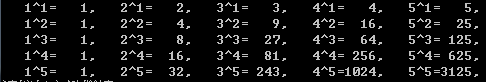 1^1=    1,   2^1=    2,   3^1=    3,   4^1=    4,   5^1=    5,
1^2=    1,   2^2=    4,   3^2=    9,   4^2=   16,   5^2=   25,
1^3=    1,   2^3=    8,   3^3=   27,   4^3=   64,   5^3= 125,
1^4=    1,   2^4=   16,   3^4=   81,   4^4= 256,   5^4= 625,
1^5=    1,   2^5=   32,   3^5= 243,   4^5=1024,   5^5=3125,